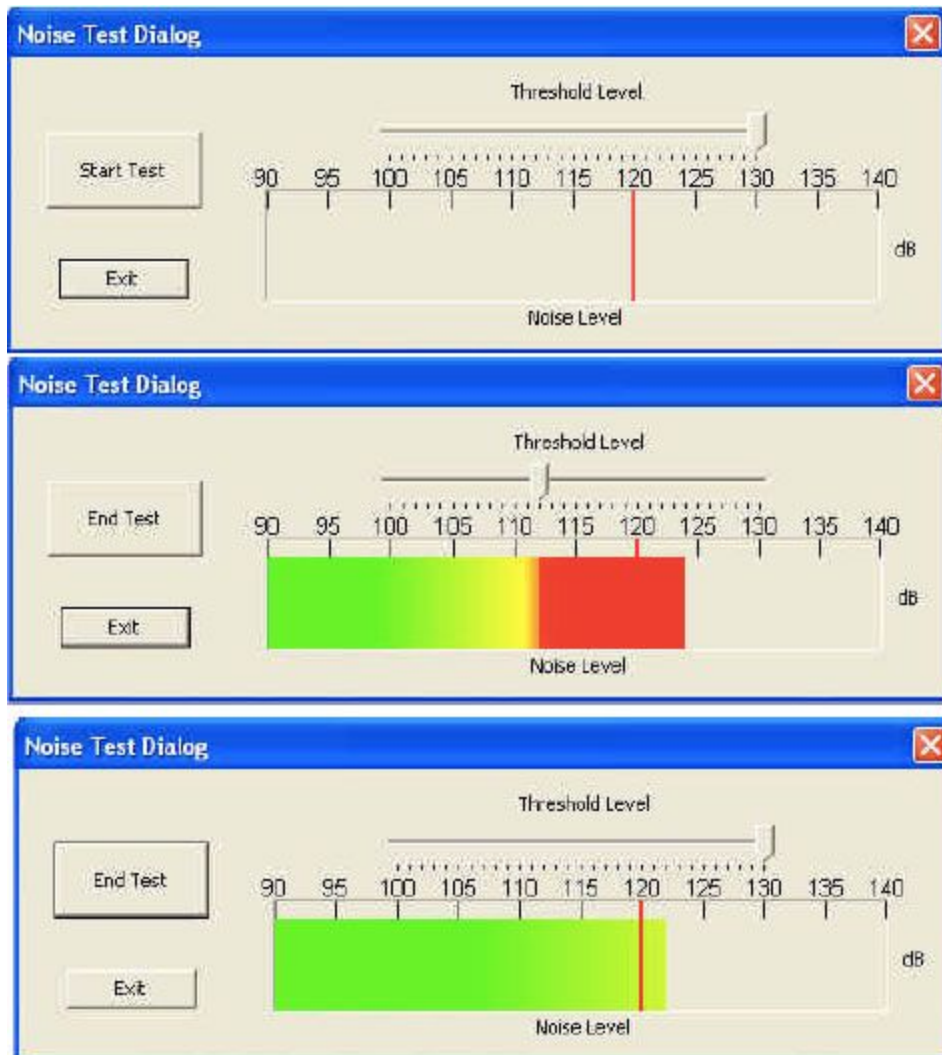 Noise Test Dialog
Threshold Level
Start Test
90 95 100 105 110 115 120 125 130 135 140
dB
Exit
Noise Level
Noise Test Dialog
Threshold Level
End Test
90 95 100 105 110 115 120 125 130 135 140
dB
Exit
Noise Level
Noise Test Dialog
Threshold Level
End Test
90 95 100 105 110 115 120 125 130 135 140
dB
Exit
Noise Level